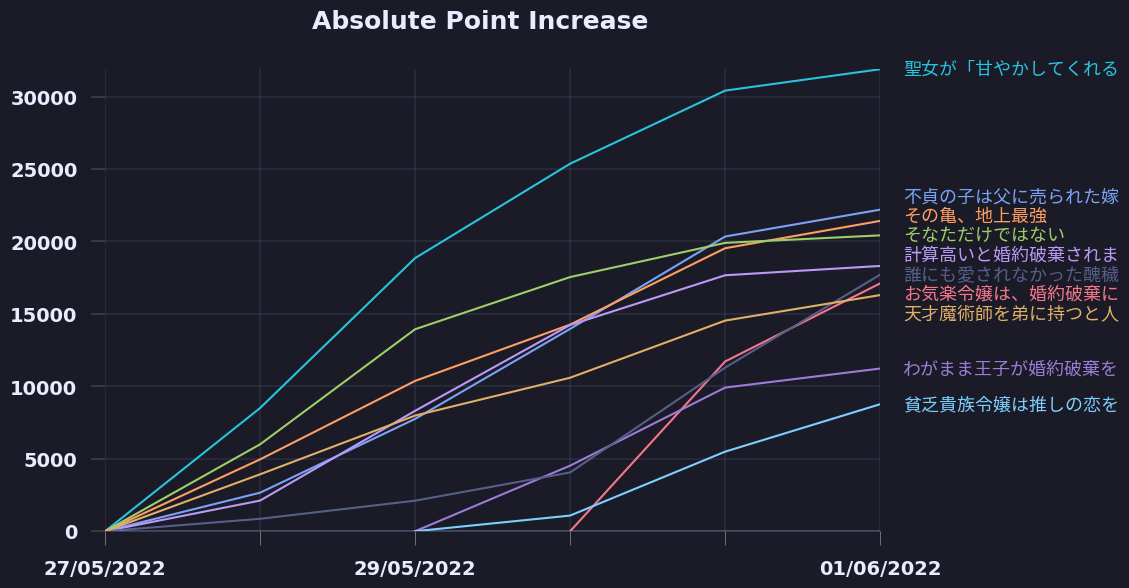 Absolute Point Increase
30000
25000
20000
15000
10000
5000
0
27/05/2022
29/05/2022
01/06/2022
聖女が「甘やかしてくれる
不貞の子は父に売られた嫁
その亀、地上最強
そなただけではない
計算高いと婚約破棄されま
誰にも愛されなかった醜穢
お気楽令嬢は、婚約破棄に
天才魔術師を弟に持つと人
わがまま王子が婚約破棄を
貧乏貴族令嬢は推しの恋を